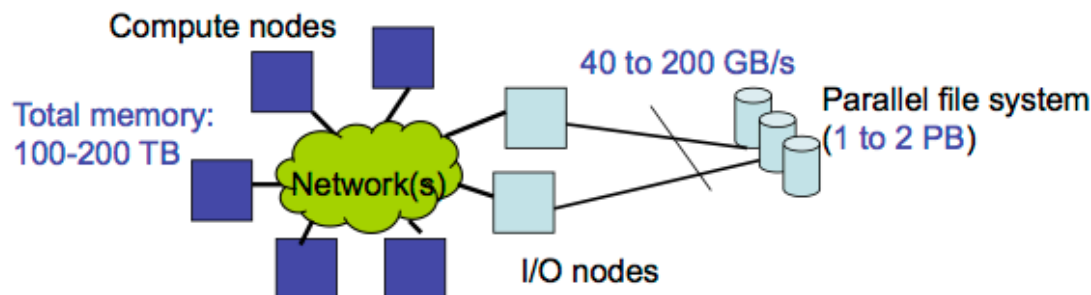 Compute nodes
40 to 200 GB/s
Total memory:
100-200 TB
Parallel file system
(1 to 2 PB)
Network(s)
I/O nodes